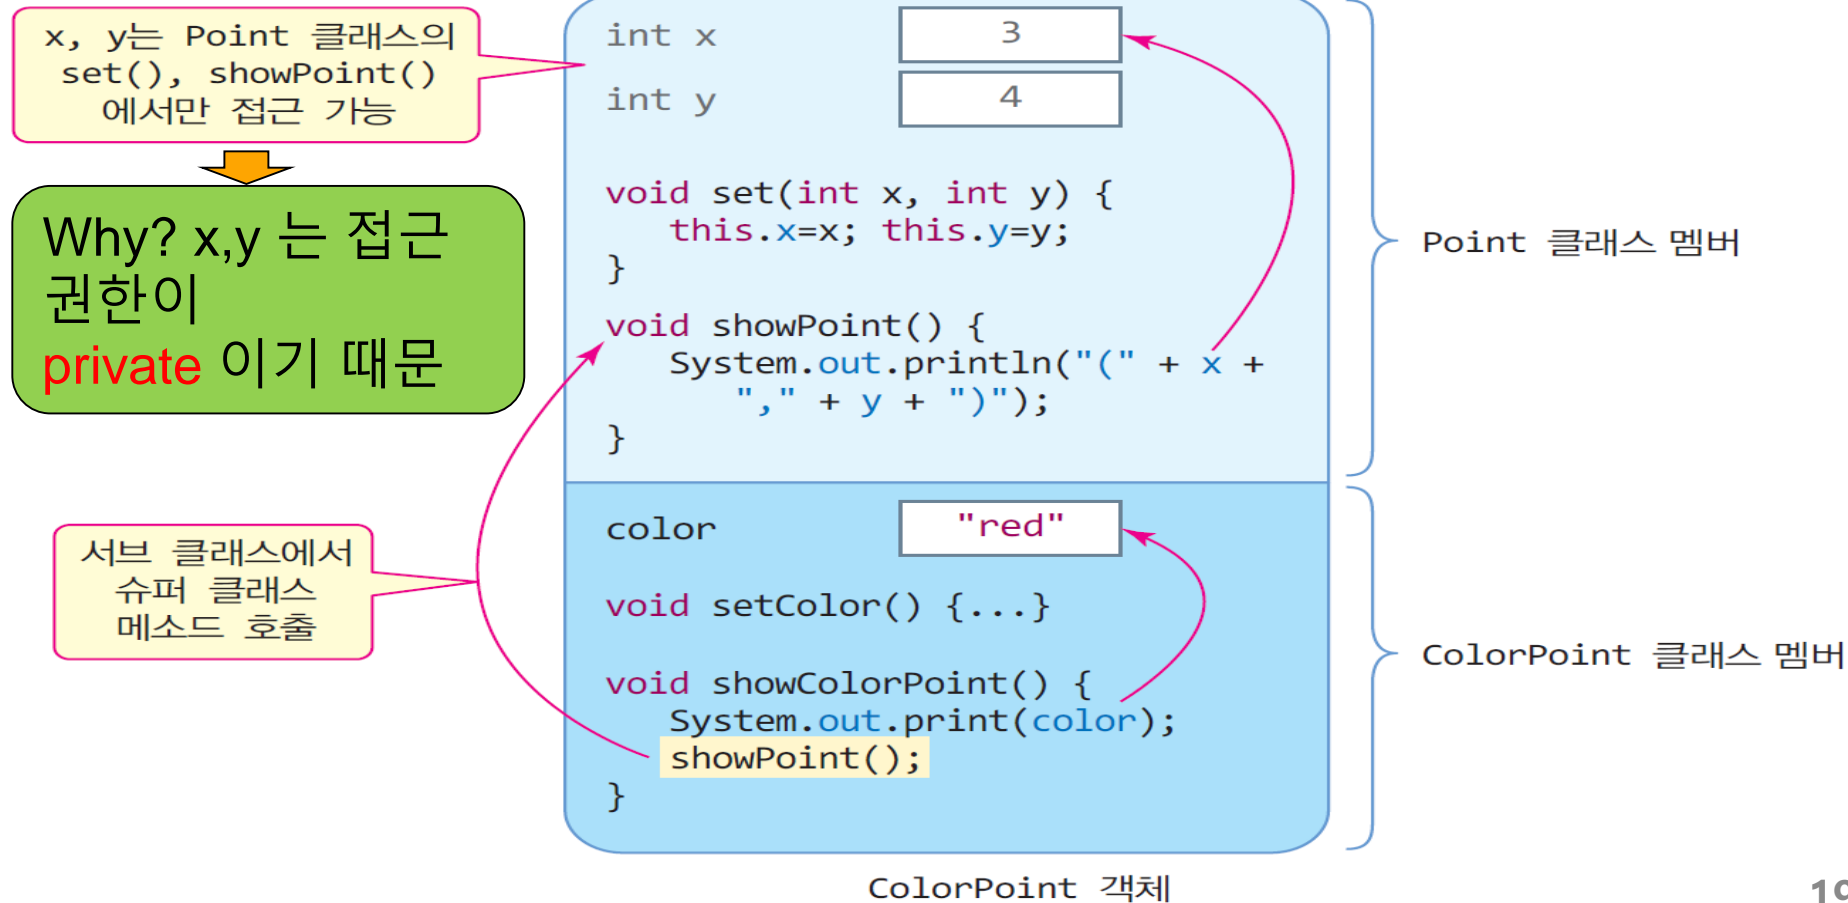 x, y는 Point 클래스의
set(), showPoint()
에서만 접근 가능
Why? x,y 는 접근
권한이
private 이기 때문
서브 클래스에서
슈퍼 클래스
메소드 호출
int x
3
int y
4
void set(int x, int y) {
this.x=x; this.y=y;
}
void showPoint() {
System.out.println("(" + x +
"," + y + ")");
}
Point 클래스 멤버
color
"red"
void setColor() {...}
void showColorPoint() {
System.out.print(color);
showPoint();
}
ColorPoint 클래스 멤버
ColorPoint 객체